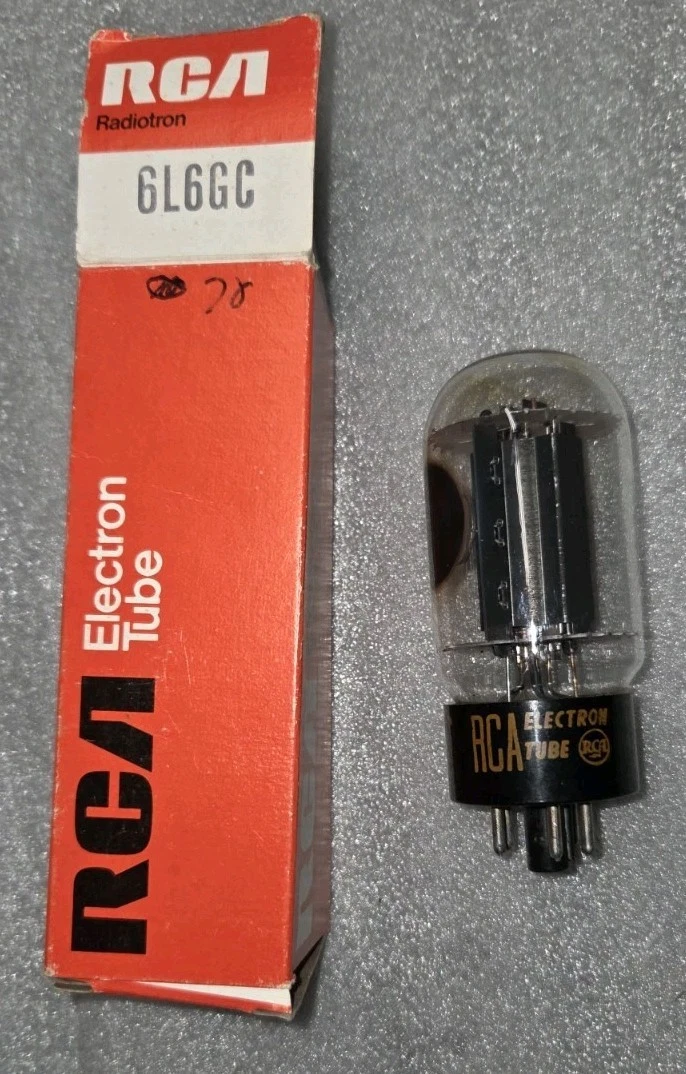 RCA
Radiotron
6L6GC
78
Electron
Tube
RCA
RCA ELECTRON
TUBE RCA